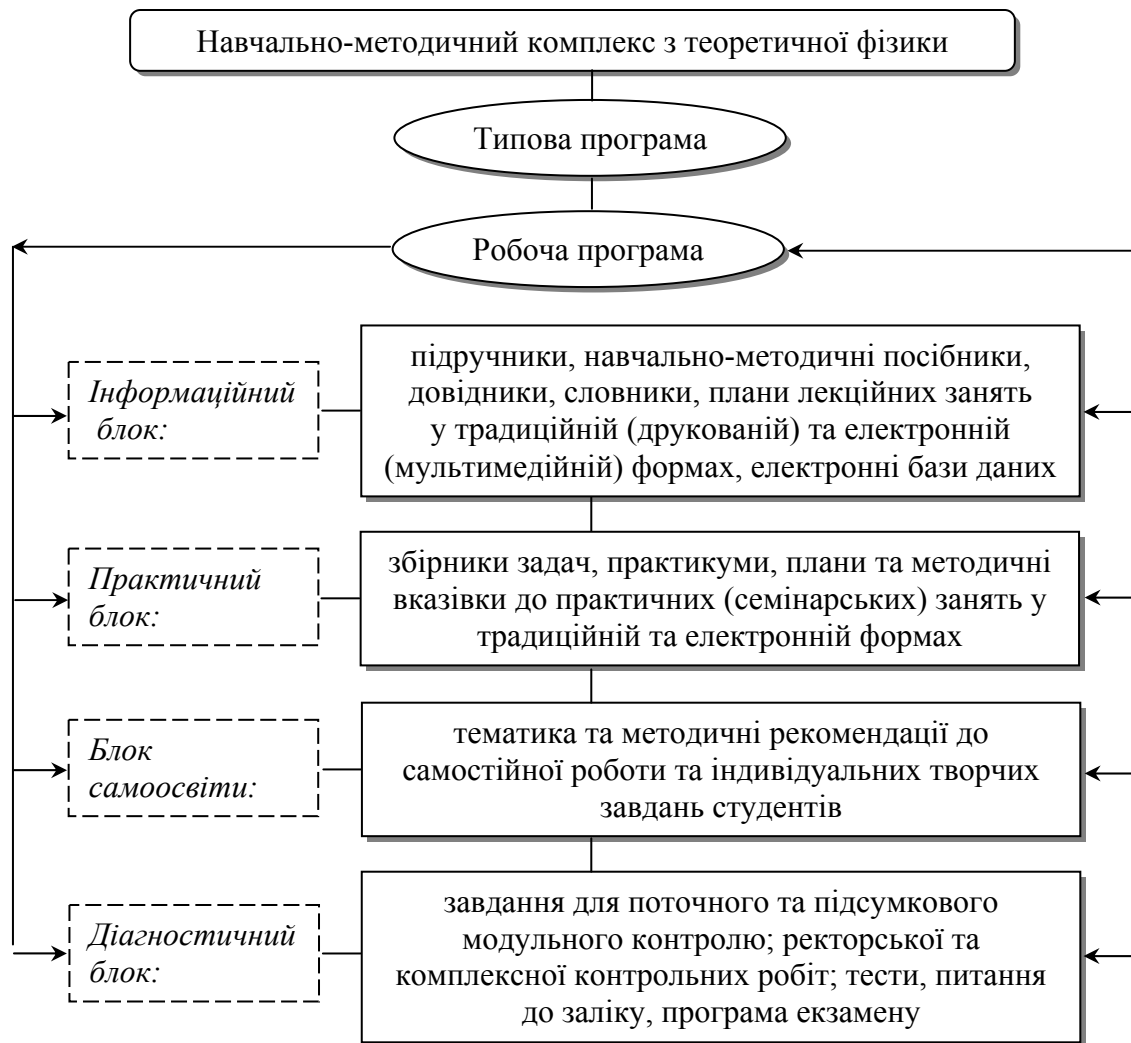 Навчально-методичний комплекс з теоретичної фізики
Типова програма
Робоча програма
Інформаційний
блок:
підручники, навчально-методичні посібники,
довідники, словники, плани лекційних занять
у традиційній (друкованій) та електронній
(мультимедійній) формах, електронні бази даних
Практичний
блок:
збірники задач, практикуми, плани та методичні
вказівки до практичних (семінарських) занять у
традиційній та електронній формах
Блок
самоосвіти:
тематика та методичні рекомендації до
самостійної роботи та індивідуальних творчих
завдань студентів
Діагностичний
блок:
завдання для поточного та підсумкового
модульного контролю; ректорської та
комплексної контрольних робіт; тести, питання
до заліку, програма екзамену